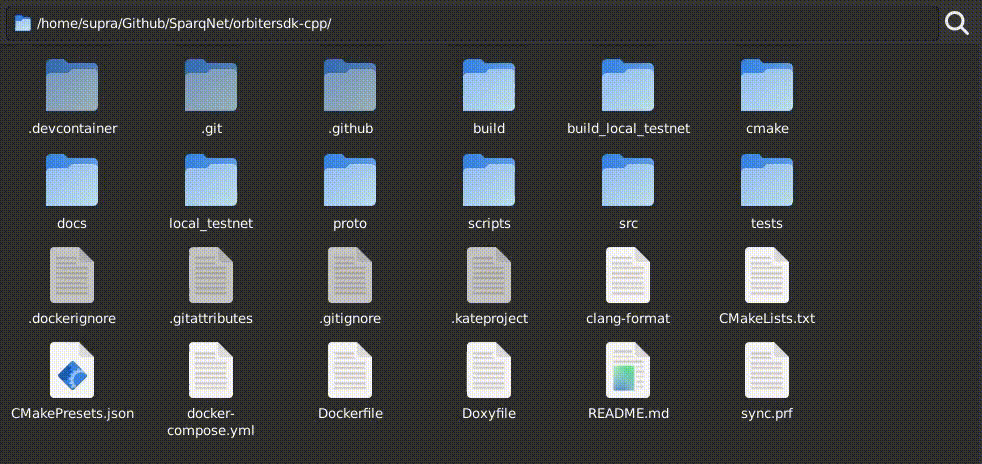 /home/supra/Github/SparqNet/orbitersdk-cpp/
.devcontainer
.git
.github
build
build_local_testnet
cmake
docs
local_testnet
proto
scripts
src
tests
.dockerignore
.gitattributes
.gitignore
.kateproject
clang-format
CMakeLists.txt
CMakePresets.json
docker-
compose.yml
Dockerfile
Doxyfile
README.md
sync.prf